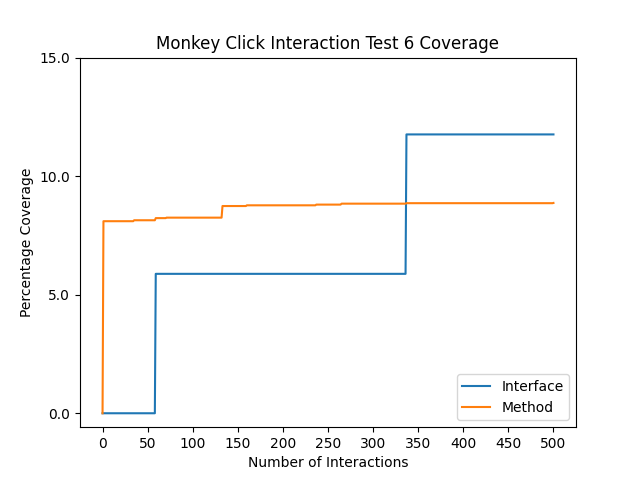 Monkey Click Interaction Test 6 Coverage
15.0
10.0
5.0
0.0
Percentage Coverage
0 50 100 150 200 250 300 350 400 450 500
Number of Interactions
Interface
Method